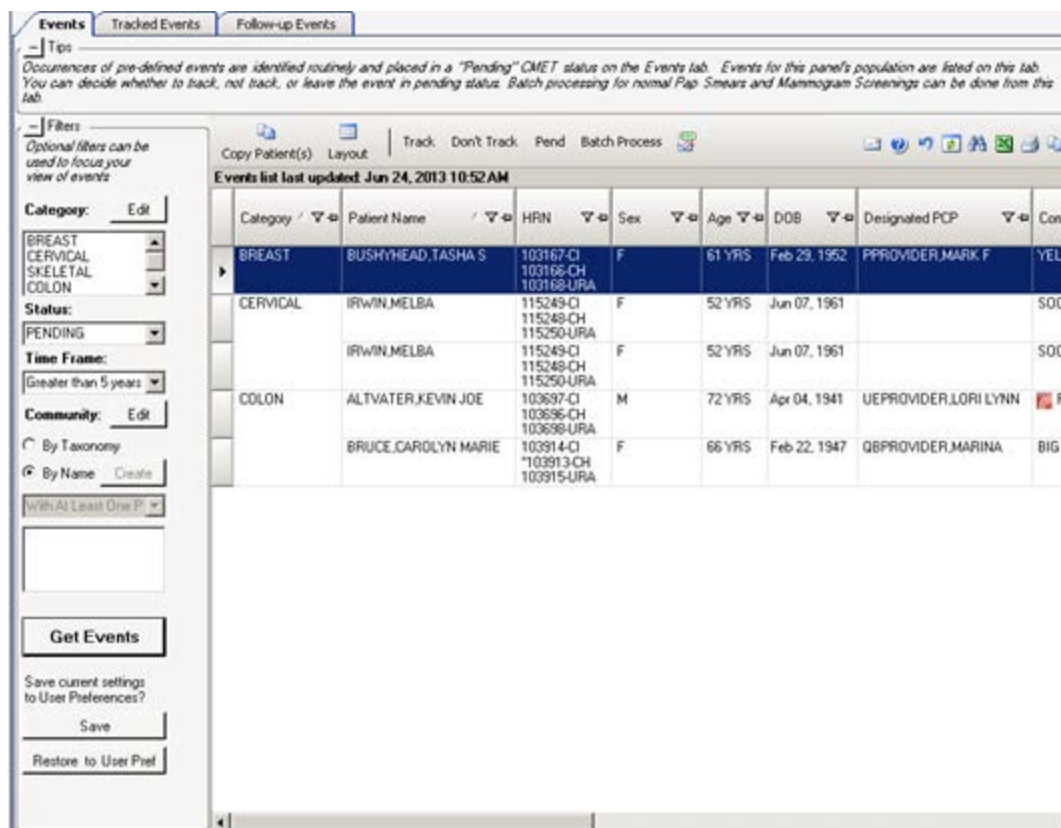 Events Tracked Events Follow-up Events
Tips
Occurrences of pre-defined events are identified routinely and placed in a "Pending" CMET status on the Events tab. Events for this panel's population are listed on this tab.
You can decide whether to track, not track, or leave the event in pending status. Batch processing for normal Pap Smears and Mammogram Screenings can be done from this
tab.
Filters
Optional filters can be
used to focus your
view of events
Category: Edit
BREAST
CERVICAL
SKELETAL
COLON
Status:
PENDING
Time Frame:
Greater than 5 years
Community: Edit
By Taxonomy
By Name Create
With At Least One P
Get Events
Save current settings
to User Preferences?
Save
Restore to User Pref
Copy Patient(s) Layout Track Don't Track Pend Batch Process
Events list last updated: Jun 24, 2013 10:52 AM
Category Patient Name HRN Sex Age DOB Designated PCP Con
BREAST BUSHYHEAD,TASHA S 103167-CI F 61 YRS Feb 29, 1952 PPROVIDER,MARK F YEL
103166-CH
103168-URA
CERVICAL IRWIN,MELBA 115249-CI F 52 YRS Jun 07, 1961 SOO
115248-CH
115250-URA
IRWIN,MELBA 115249-CI F 52 YRS Jun 07, 1961 SOO
115248-CH
115250-URA
COLON ALTVATER,KEVIN JOE 103697-CI M 72 YRS Apr 04, 1941 UEPROVIDER,LORI LYNN
103696-CH
103698-URA
BRUCE,CAROLYN MARIE 103914-CI F 66 YRS Feb 22, 1947 QBPROVIDER,MARINA BIG
*103913-CH
103915-URA